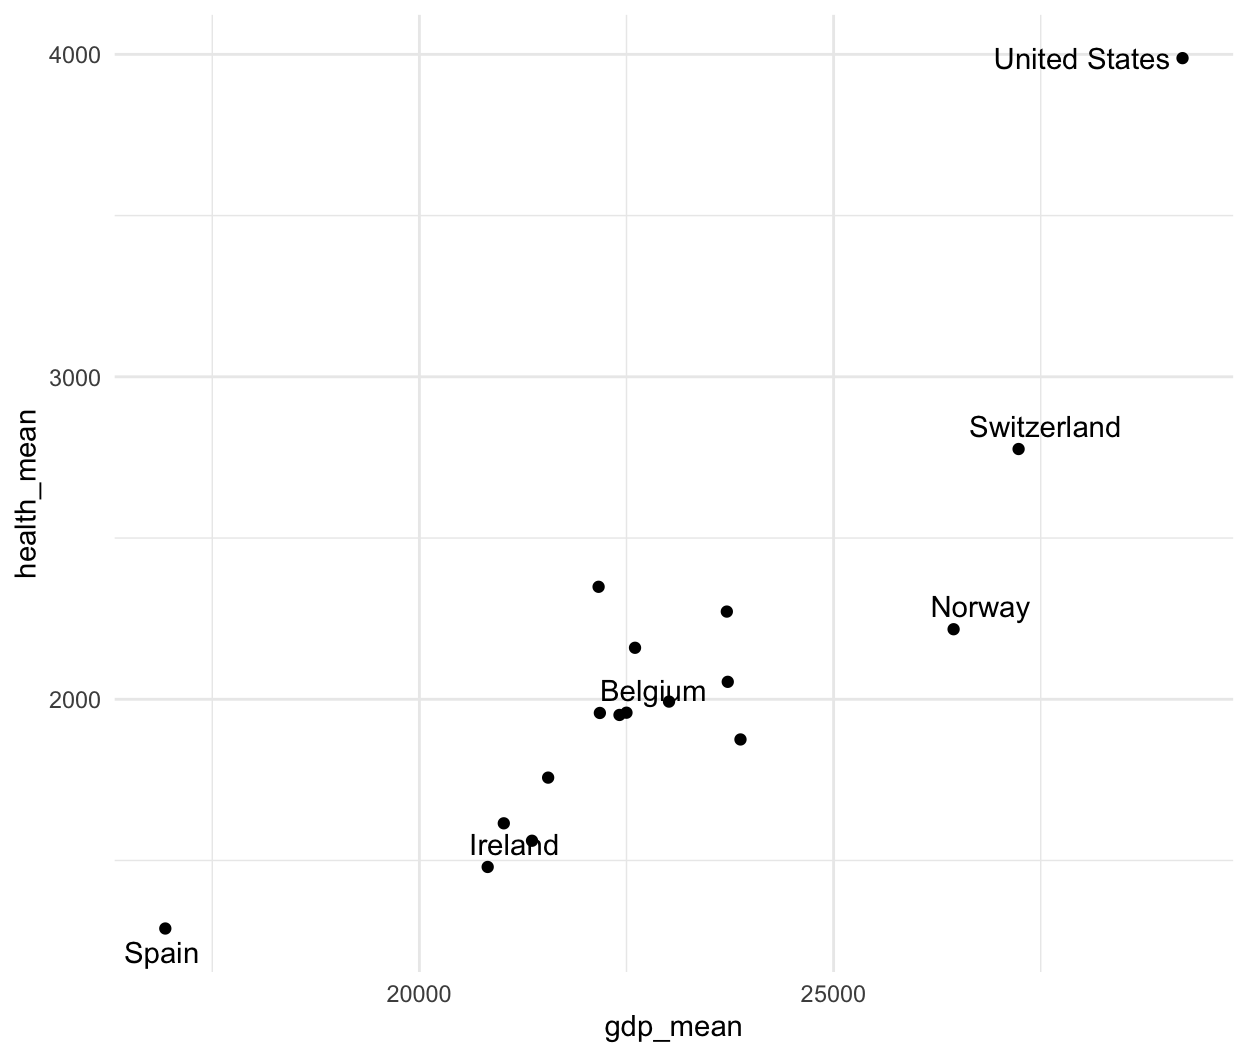 4000
United States
3000
Switzerland
health_mean
Norway
Belgium
2000
Ireland
Spain
20000
25000
gdp_mean